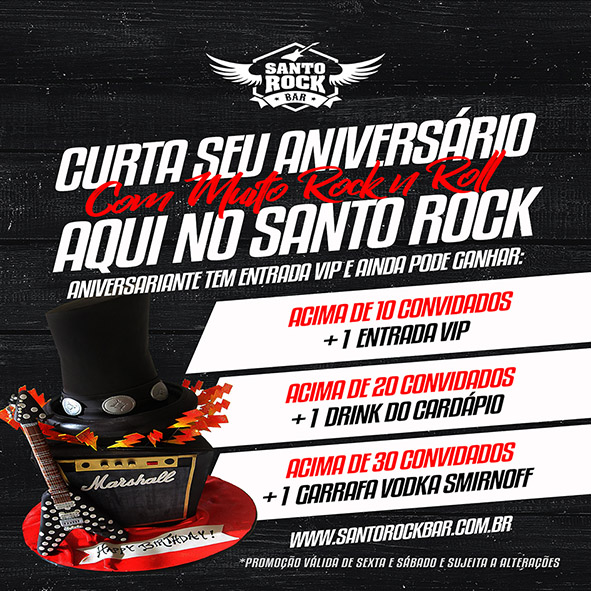 SANTO
ROCK
BAR
CURTA SEU ANIVERSÁRIO
Com Muito Rock n Roll
AQUI NO SANTO ROCK
ANIVERSARIANTE TEM ENTRADA VIP E AINDA PODE GANHAR:
ACIMA DE 10 CONVIDADOS
+ 1 ENTRADA VIP
ACIMA DE 20 CONVIDADOS
+ 1 DRINK DO CARDÁPIO
ACIMA DE 30 CONVIDADOS
+ 1 GARRAFA VODKA SMIRNOFF
Marshall
HAPPY BIRTHDAY!
WWW.SANTOROCKBAR.COM.BR
*PROMOÇÃO VÁLIDA DE SEXTA E SÁBADO E SUJEITA A ALTERAÇÕES